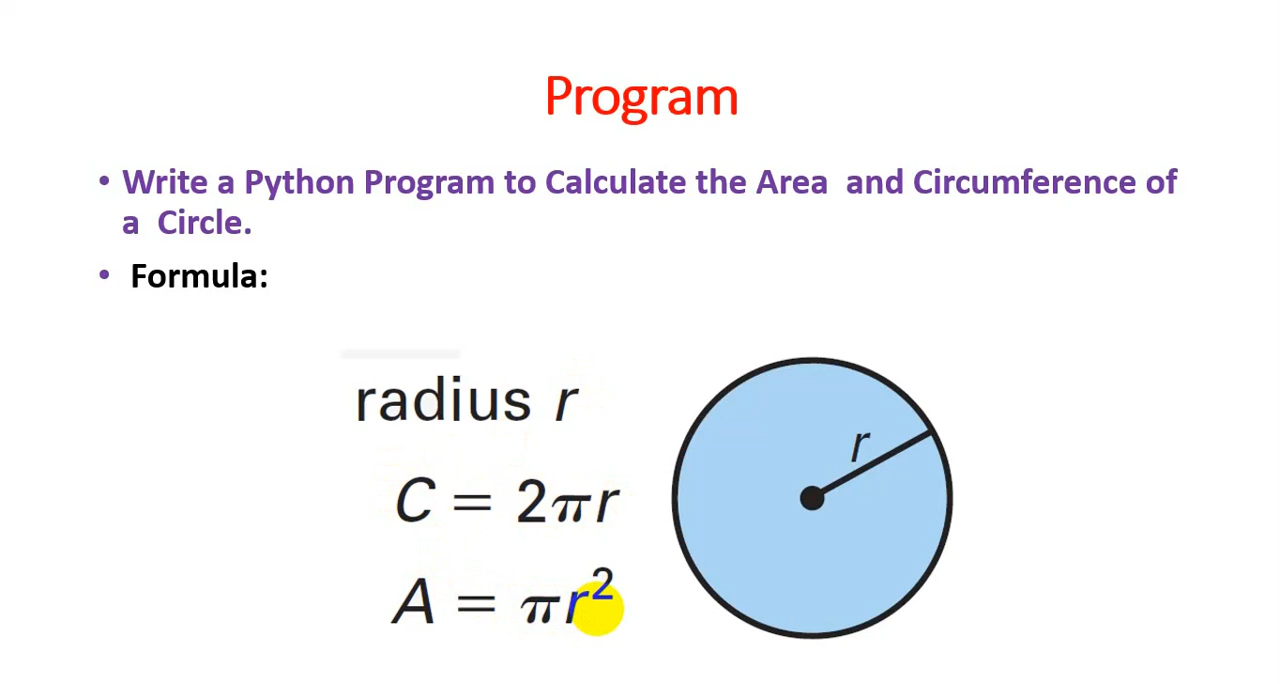 Program
• Write a Python Program to Calculate the Area and Circumference of
a Circle.
• Formula:
radius r
C = 2πr
A = πr²
r